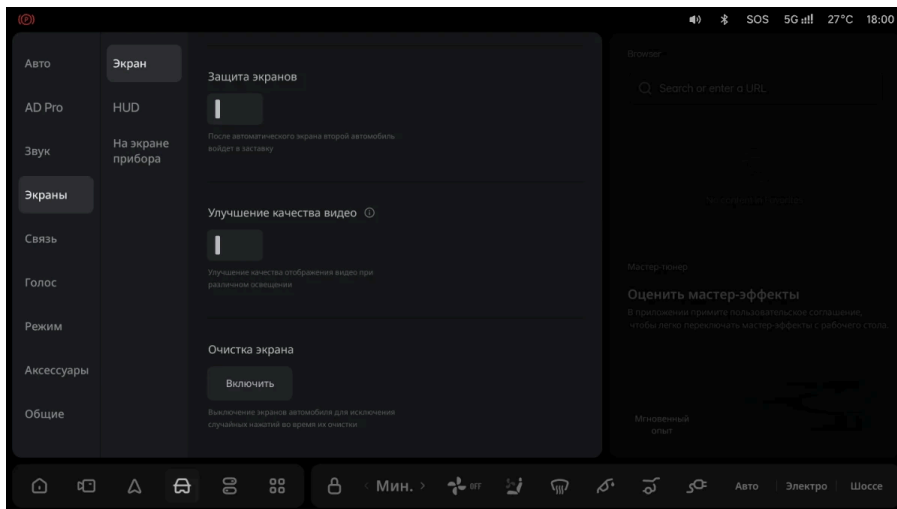 (P)
SOS 5G 27°C 18:00
Авто
AD Pro
Звук
Экраны
Связь
Голос
Режим
Аксессуары
Общие
Экран
HUD
На экране
прибора
Защита экранов
После автоматического экрана второй автомобиль
войдет в заставку
Улучшение качества видео
Улучшение качества отображения видео при
различном освещении
Очистка экрана
Включить
Выключение экранов автомобиля для исключения
случайных нажатий во время их очистки
Browser
Search or enter a URL
Мастер-тюнер
Оценить мастер-эффекты
В приложении примите пользовательское соглашение,
чтобы легко переключать мастер-эффекты с рабочего стола.
Мгновенный
опыт
Мин. OFF Авто Электро Шоссе